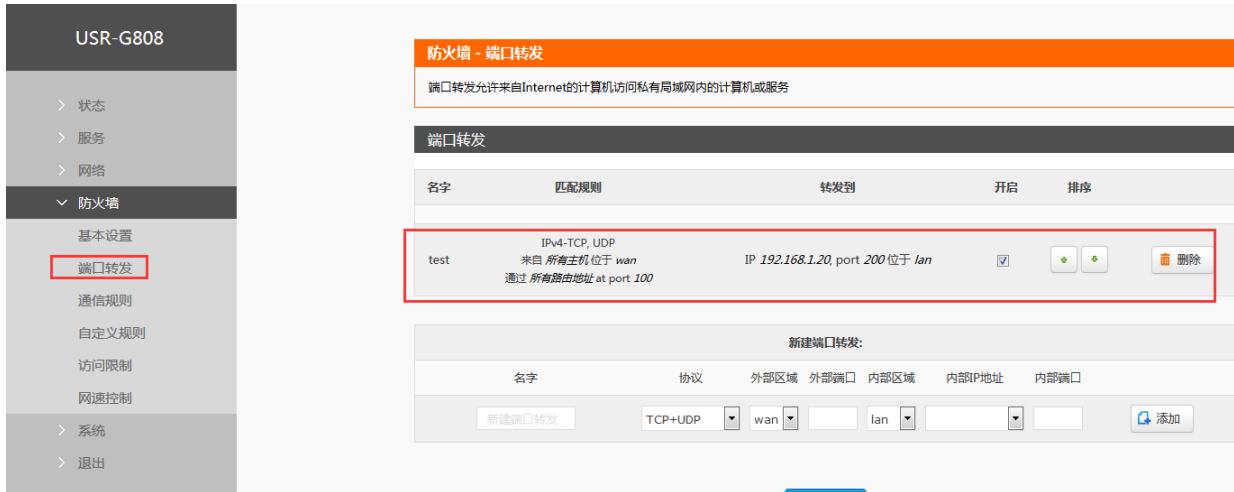 USR-G808
状态
服务
网络
防火墙
基本设置
端口转发
通信规则
自定义规则
访问限制
网速控制
系统
退出
防火墙 - 端口转发
端口转发允许来自Internet的计算机访问私有局域网内的计算机或服务
端口转发
名字 匹配规则 转发到 开启 排序
IPv4-TCP, UDP
test 来自 所有主机 位于 wan IP 192.168.1.20, port 200 位于 lan 删除
通过 所有路由地址 at port 100
新建端口转发:
名字 协议 外部区域 外部端口 内部区域 内部IP地址 内部端口
新建端口转发 TCP+UDP wan lan 添加